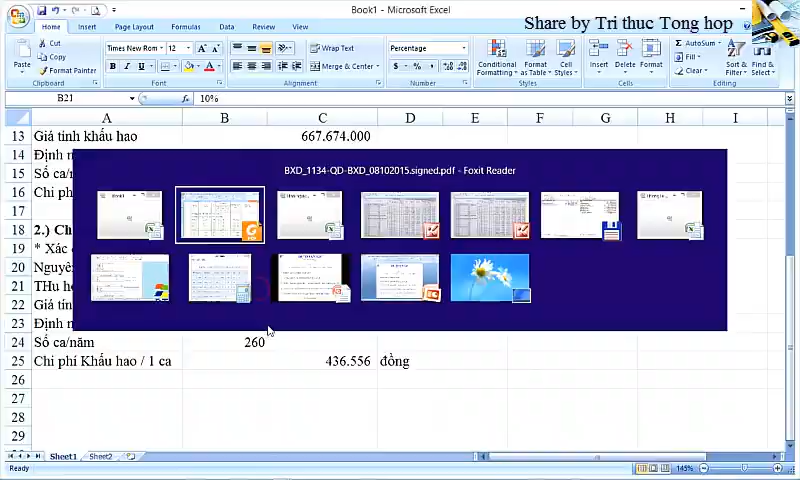 Book1 - Microsoft Excel
Share by Tri thuc Tong hop
Home Insert Page Layout Formulas Data Review View
Paste
Cut
Copy
Format Painter
Clipboard
Times New Rom 12
B I U
Font
Wrap Text
Merge & Center
Alignment
Percentage
$ % ,
Number
Conditional Formatting
Format as Table
Cell Styles
Styles
Insert Delete Format
Cells
Σ AutoSum
Fill
Clear
Sort & Filter
Find & Select
Editing
B21 fx 10%
A B C D E F G H I
13 Giá tính khấu hao 667.674.000
14 Định m
15 Số ca/n
16 Chi phí
17
18 2.) Ch
19 * Xác
20 Nguyê
21 THu h
22 Giá tín
23 Định m
24 Số ca/năm 260
25 Chi phí Khấu hao / 1 ca 436.556 đồng
26
27
28
29
BXD_1134-QD-BXD_08102015.signed.pdf - Foxit Reader
Sheet1 Sheet2
Ready 145%